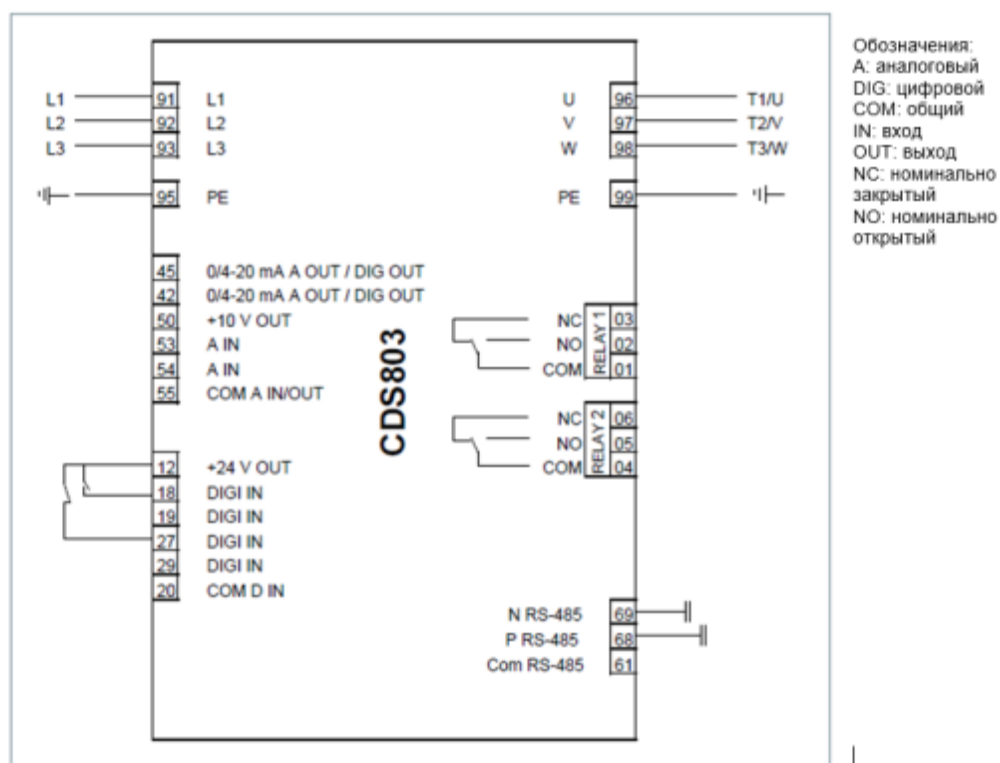 L1 91 L1 U 96 T1/U
L2 92 L2 V 97 T2/V
L3 93 L3 W 98 T3/W
95 PE PE 99
45 0/4-20 mA A OUT / DIG OUT
42 0/4-20 mA A OUT / DIG OUT
50 +10 V OUT
53 A IN
54 A IN
55 COM A IN/OUT
12 +24 V OUT
18 DIGI IN
19 DIGI IN
27 DIGI IN
29 DIGI IN
20 COM D IN
CDS803
NC 03
NO 02
COM 01
RELAY 1
NC 06
NO 05
COM 04
RELAY 2
N RS-485 69
P RS-485 68
Com RS-485 61
Обозначения:
А: аналоговый
DIG: цифровой
COM: общий
IN: вход
OUT: выход
NC: номинально
закрытый
NO: номинально
открытый